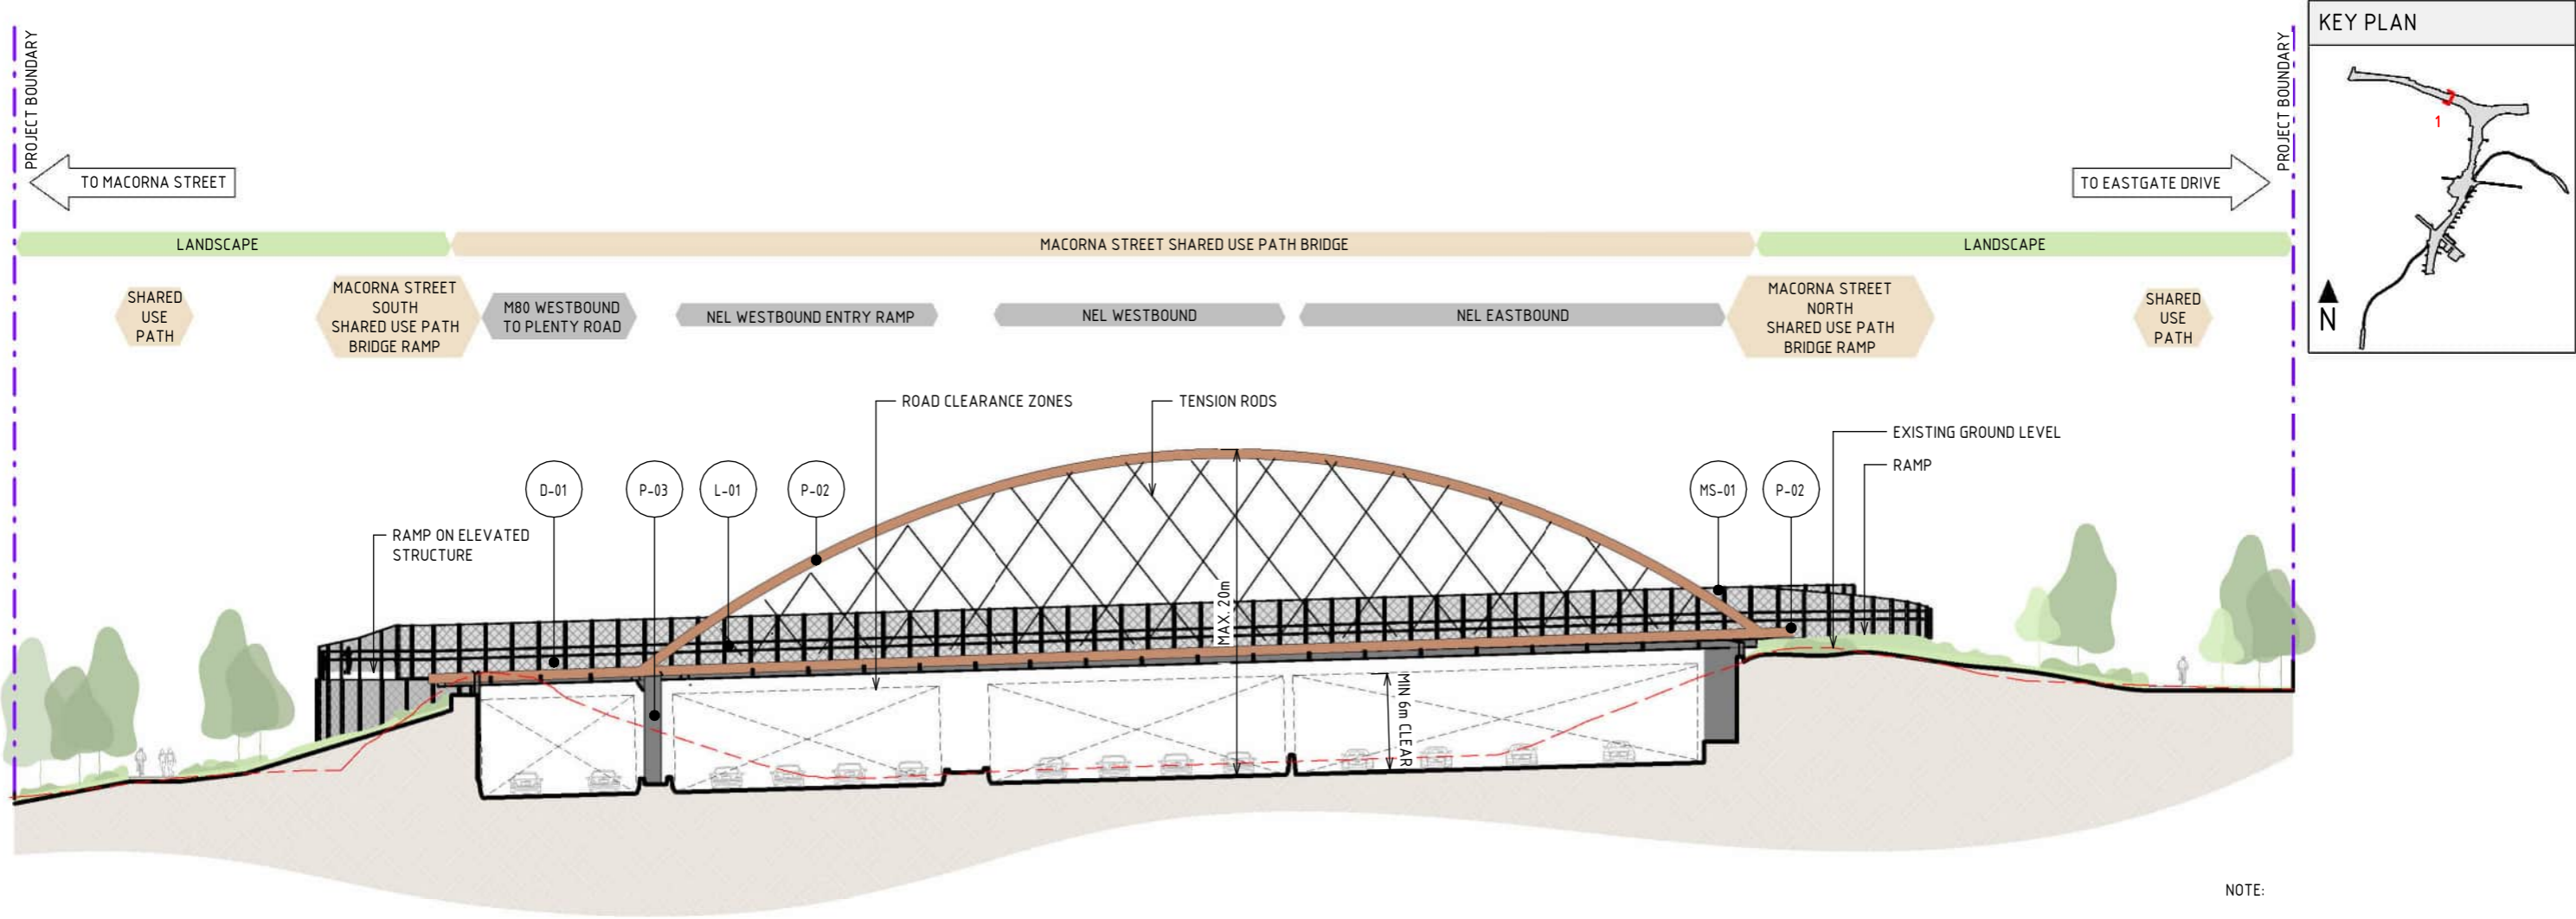 KEY PLAN
1
N
PROJECT BOUNDARY
PROJECT BOUNDARY
TO MACORNA STREET
TO EASTGATE DRIVE
LANDSCAPE
MACORNA STREET SHARED USE PATH BRIDGE
LANDSCAPE
SHARED
USE
PATH
MACORNA STREET
SOUTH
SHARED USE PATH
BRIDGE RAMP
M80 WESTBOUND
TO PLENTY ROAD
NEL WESTBOUND ENTRY RAMP
NEL WESTBOUND
NEL EASTBOUND
MACORNA STREET
NORTH
SHARED USE PATH
BRIDGE RAMP
SHARED
USE
PATH
ROAD CLEARANCE ZONES
TENSION RODS
EXISTING GROUND LEVEL
RAMP
D-01
P-03
L-01
P-02
MS-01
P-02
RAMP ON ELEVATED
STRUCTURE
MAX. 20m
MIN 6m CLEAR
NOTE: